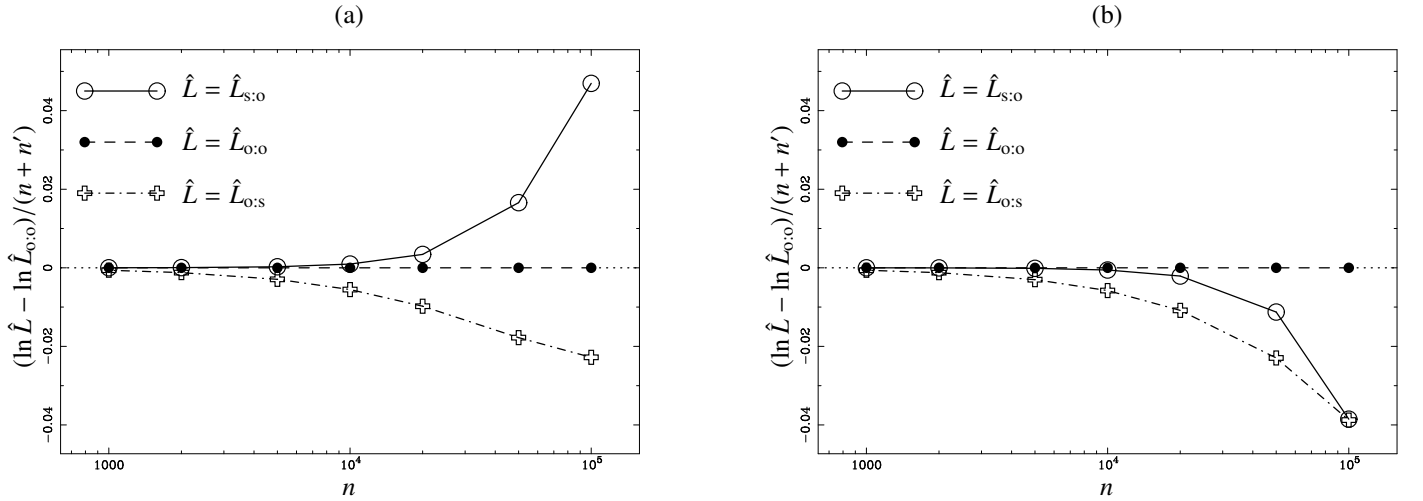 (a)
(ln L̂ − ln L̂o:o)/(n + n′)
0.04
0.02
0
−0.02
−0.04
L̂ = L̂s:o
L̂ = L̂o:o
L̂ = L̂o:s
1000
10⁴
10⁵
n
(b)
(ln L̂ − ln L̂o:o)/(n + n′)
0.04
0.02
0
−0.02
−0.04
L̂ = L̂s:o
L̂ = L̂o:o
L̂ = L̂o:s
1000
10⁴
10⁵
n